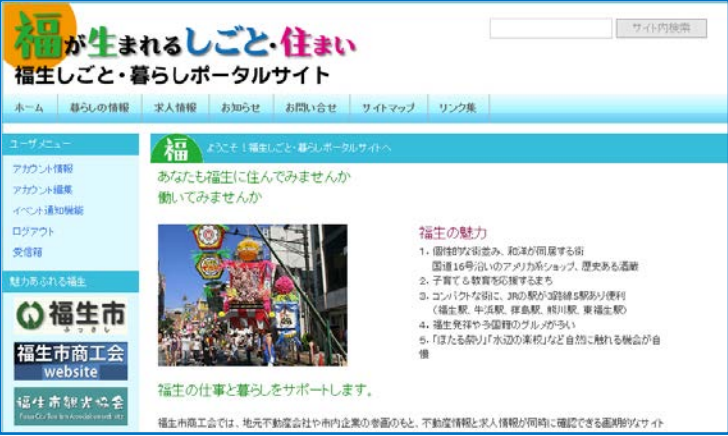 福が生まれるしごと・住まい
福生しごと・暮らしポータルサイト
サイト内検索
ホーム 暮らしの情報 求人情報 お知らせ お問い合せ サイトマップ リンク集
ユーザメニュー
アカウント情報
アカウント編集
イベント通知機能
ログアウト
受信箱
魅力あふれる福生
福生市
ふっさし
福生市商工会
website
福生市観光協会
福 ようこそ!福生しごと・暮らしポータルサイトへ
あなたも福生に住んでみませんか
働いてみませんか
福生の魅力
1. 個性的な街並み、和洋が同居する街
国道16号沿いのアメリカ系ショップ、歴史ある酒蔵
2. 子育て&教育を応援するまち
3. コンパクトな街に、JRの駅が3路線5駅あり便利
(福生駅、牛浜駅、拝島駅、熊川駅、東福生駅)
4. 福生発祥や多国籍のグルメが多い
5. 「ほたる祭り」「水辺の楽校」など自然に触れる機会が自
慢
福生の仕事と暮らしをサポートします。
福生市商工会では、地元不動産会社や市内企業の参画のもと、不動産情報と求人情報が同時に確認できる画期的なサイト